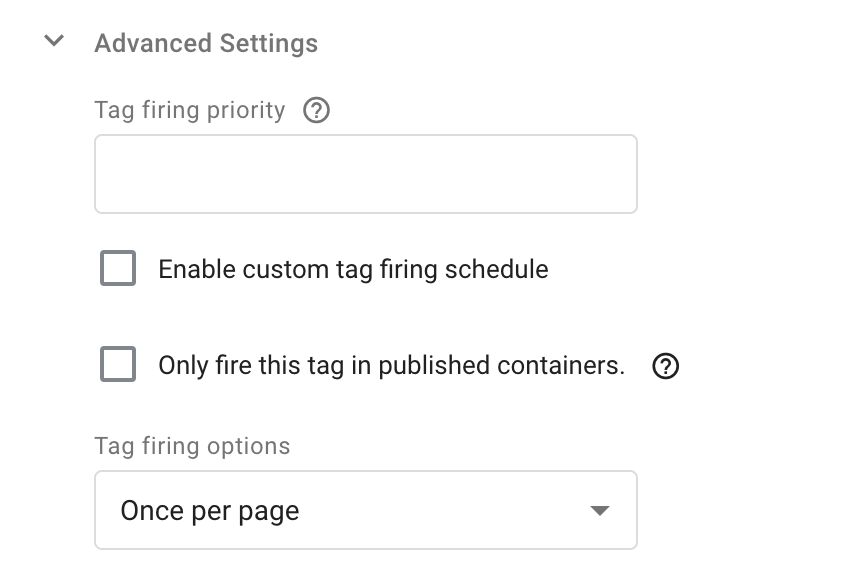 Advanced Settings
Tag firing priority
Enable custom tag firing schedule
Only fire this tag in published containers.
Tag firing options
Once per page